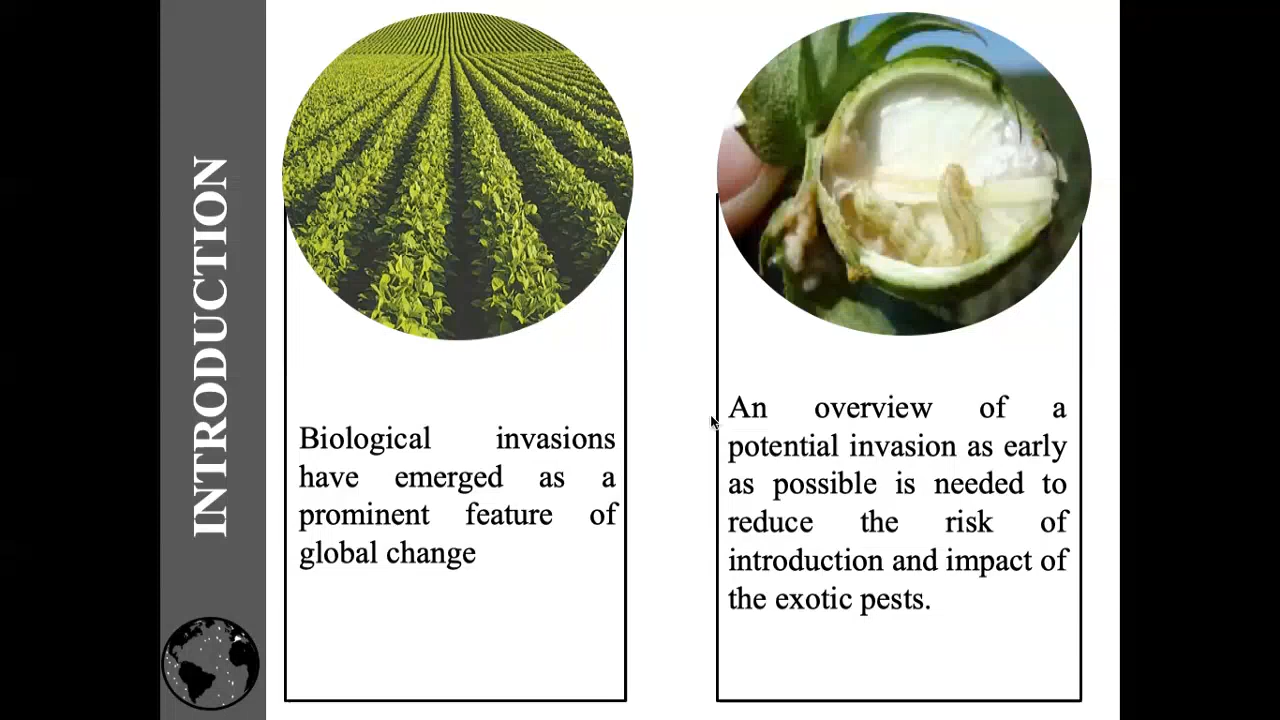 INTRODUCTION
Biological invasions
have emerged as a
prominent feature of
global change
An overview of a
potential invasion as early
as possible is needed to
reduce the risk of
introduction and impact of
the exotic pests.